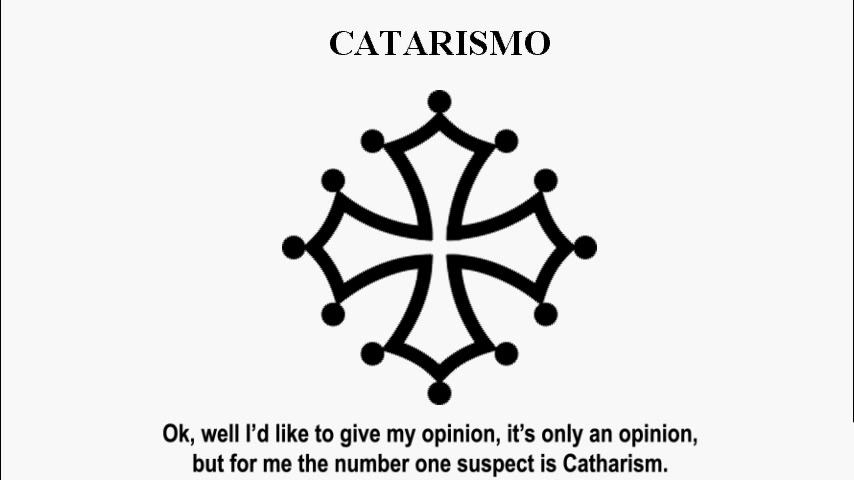 CATARISMO
Ok, well I'd like to give my opinion, it's only an opinion,
but for me the number one suspect is Catharism.